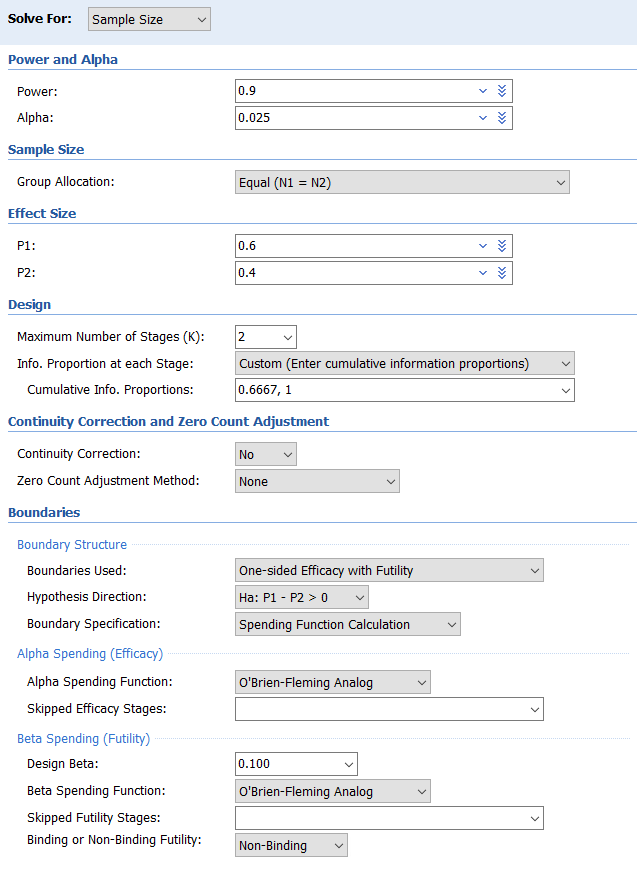 Solve For: Sample Size
Power and Alpha
Power: 0.9
Alpha: 0.025
Sample Size
Group Allocation: Equal (N1 = N2)
Effect Size
P1: 0.6
P2: 0.4
Design
Maximum Number of Stages (K): 2
Info. Proportion at each Stage: Custom (Enter cumulative information proportions)
Cumulative Info. Proportions: 0.6667, 1
Continuity Correction and Zero Count Adjustment
Continuity Correction: No
Zero Count Adjustment Method: None
Boundaries
Boundary Structure
Boundaries Used: One-sided Efficacy with Futility
Hypothesis Direction: Ha: P1 - P2 > 0
Boundary Specification: Spending Function Calculation
Alpha Spending (Efficacy)
Alpha Spending Function: O'Brien-Fleming Analog
Skipped Efficacy Stages:
Beta Spending (Futility)
Design Beta: 0.100
Beta Spending Function: O'Brien-Fleming Analog
Skipped Futility Stages:
Binding or Non-Binding Futility: Non-Binding